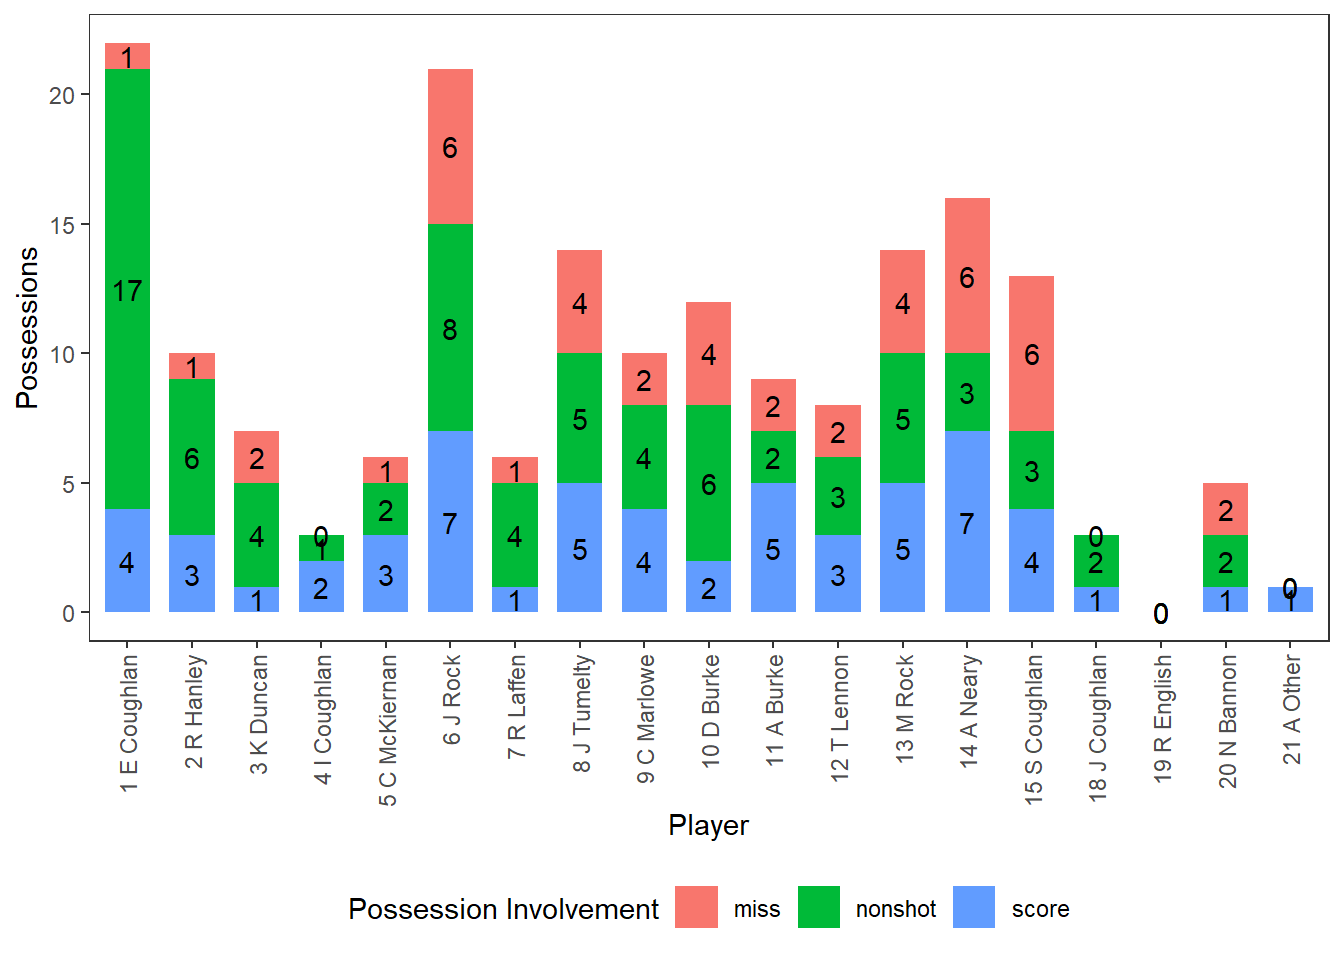 Possessions
20
15
10
5
0
1 1 6 4 2 4 2 2 4 6 6 2
17 6 4 1 2 8 4 5 4 6 2 3 5 3 3 2 2
4 3 1 2 3 7 1 5 4 2 5 3 5 7 4 1 0 1 1
2 0 1 1 0 0
1 E Coughlan
2 R Hanley
3 K Duncan
4 I Coughlan
5 C McKiernan
6 J Rock
7 R Laffen
8 J Tumelty
9 C Marlowe
10 D Burke
11 A Burke
12 T Lennon
13 M Rock
14 A Neary
15 S Coughlan
18 J Coughlan
19 R English
20 N Bannon
21 A Other
Player
Possession Involvement miss nonshot score